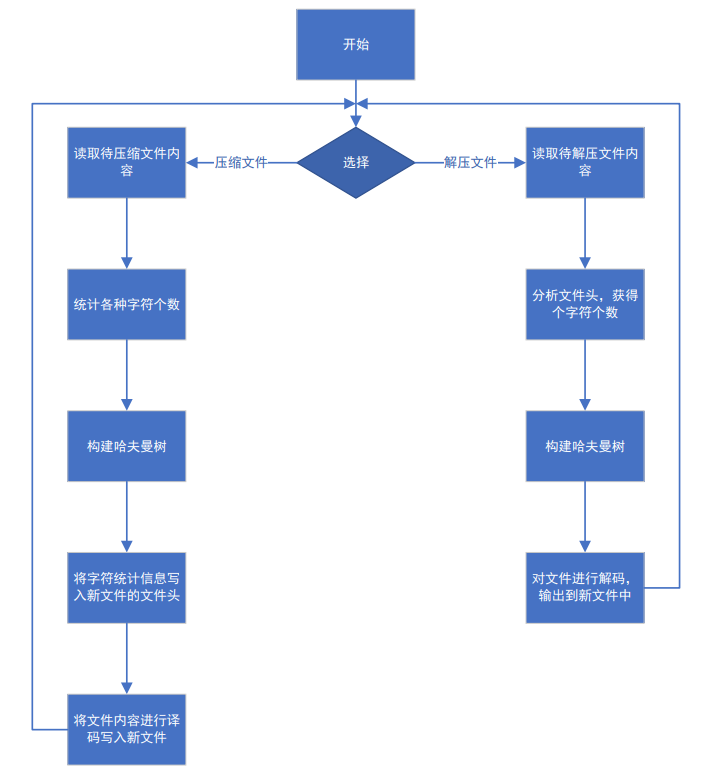 开始
读取待压缩文件内
容
压缩文件
选择
解压文件
读取待解压文件内
容
统计各种字符个数
分析文件头，获得
个字符个数
构建哈夫曼树
构建哈夫曼树
将字符统计信息写
入新文件的文件头
对文件进行解码，
输出到新文件中
将文件内容进行译
码写入新文件